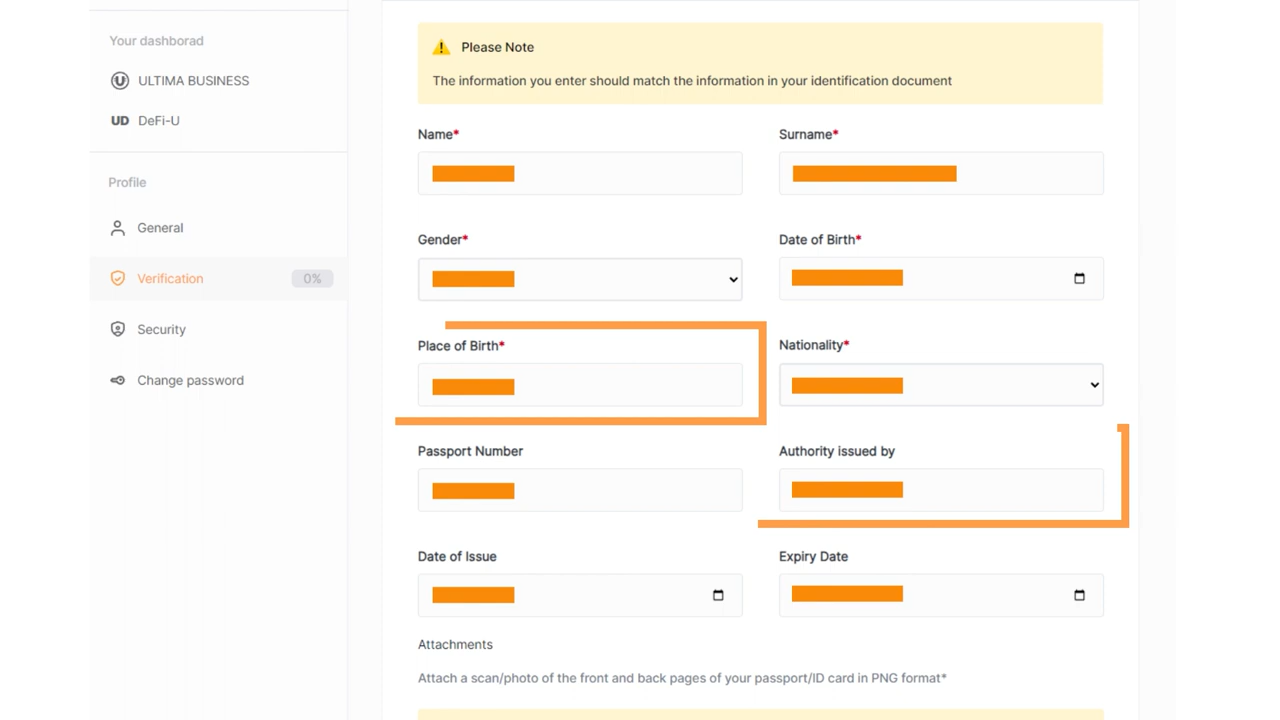 Your dashborad
ULTIMA BUSINESS
UD DeFi-U
Profile
General
Verification 0%
Security
Change password
Please Note
The information you enter should match the information in your identification document
Name* Surname*
Gender* Date of Birth*
Place of Birth* Nationality*
Passport Number Authority issued by
Date of Issue Expiry Date
Attachments
Attach a scan/photo of the front and back pages of your passport/ID card in PNG format*